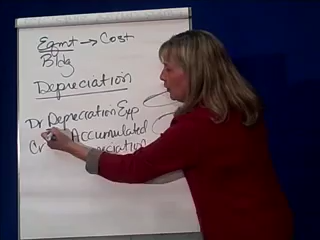 Eqmt → Cost
Bldg
Depreciation
Dr Depreciation Exp
Accumulated
Cr